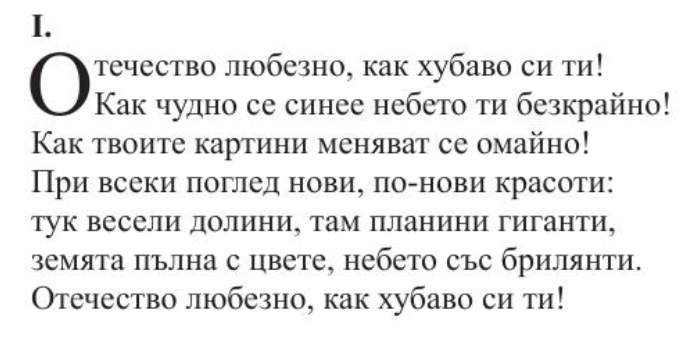 I.
Отечество любезно, как хубаво си ти!
Как чудно се синее небето ти безкрайно!
Как твоите картини меняват се омайно!
При всеки поглед нови, по-нови красоти:
тук весели долини, там планини гиганти,
земята пълна с цвете, небето със брилянти.
Отечество любезно, как хубаво си ти!